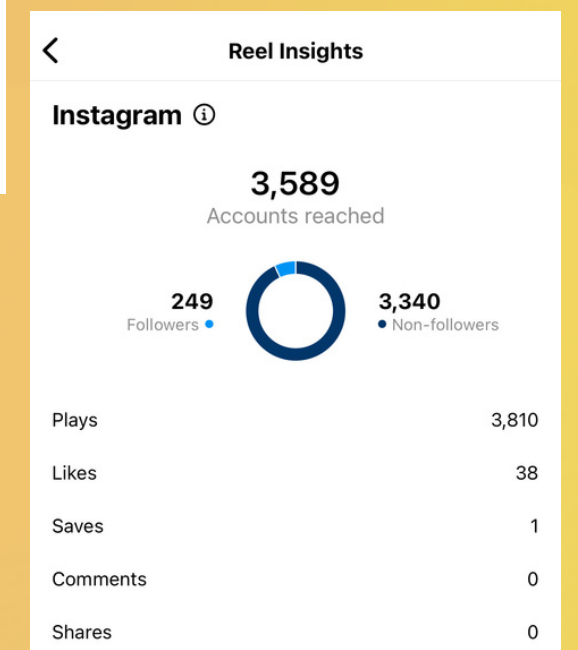 Reel Insights
Instagram
3,589
Accounts reached
249
Followers
3,340
Non-followers
Plays 3,810
Likes 38
Saves 1
Comments 0
Shares 0